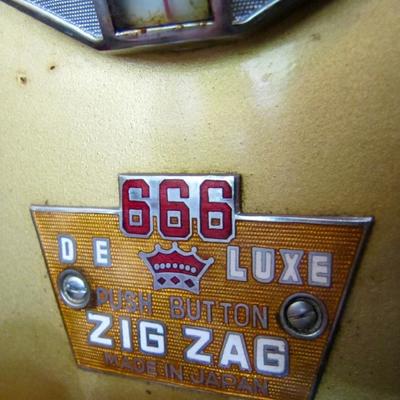 666
DE LUXE
PUSH BUTTON
ZIG ZAG
MADE IN JAPAN